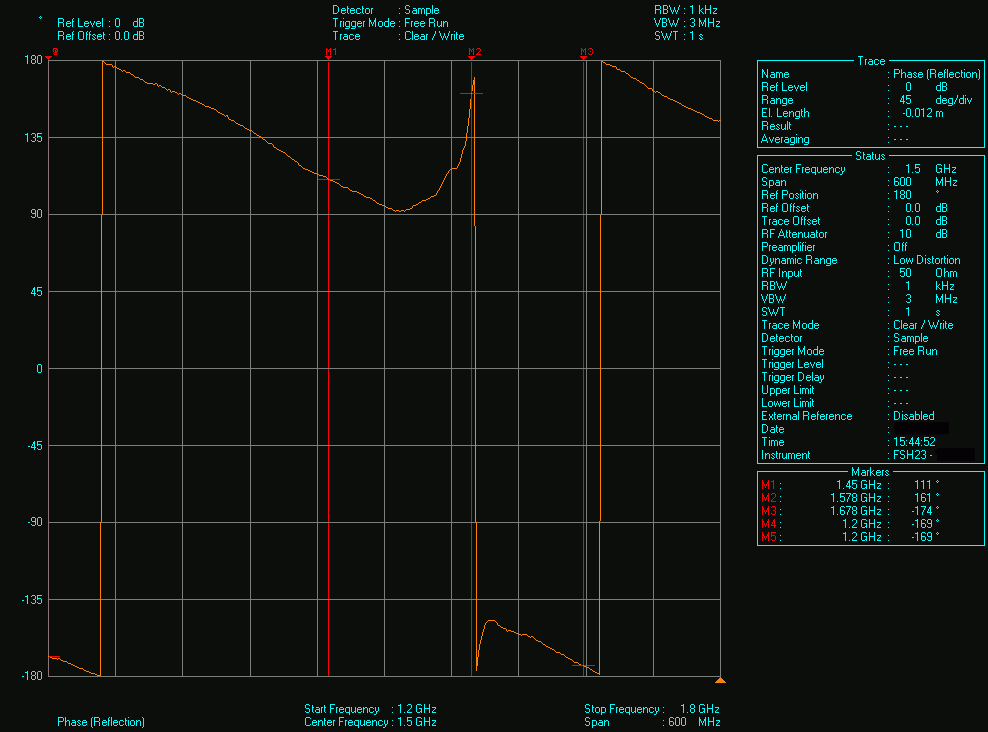 Detector : Sample RBW : 1 kHz
° Ref Level : 0 dB Trigger Mode : Free Run VBW : 3 MHz
Ref Offset : 0.0 dB Trace : Clear / Write SWT : 1 s
M1 M2 M3
180
135
90
45
0
-45
-90
-135
-180
Start Frequency : 1.2 GHz Stop Frequency : 1.8 GHz
Phase (Reflection) Center Frequency : 1.5 GHz Span : 600 MHz
Trace
Name : Phase (Reflection)
Ref Level : 0 dB
Range : 45 deg/div
El. Length : -0.012 m
Result : - - -
Averaging : - - -
Status
Center Frequency : 1.5 GHz
Span : 600 MHz
Ref Position : 180 °
Ref Offset : 0.0 dB
Trace Offset : 0.0 dB
RF Attenuator : 10 dB
Preamplifier : Off
Dynamic Range : Low Distortion
RF Input : 50 Ohm
RBW : 1 kHz
VBW : 3 MHz
SWT : 1 s
Trace Mode : Clear / Write
Detector : Sample
Trigger Mode : Free Run
Trigger Level : - - -
Trigger Delay : - - -
Upper Limit : - - -
Lower Limit : - - -
External Reference : Disabled
Date :
Time : 15:44:52
Instrument : FSH23 -
Markers
M1 : 1.45 GHz : 111 °
M2 : 1.578 GHz : 161 °
M3 : 1.678 GHz : -174 °
M4 : 1.2 GHz : -169 °
M5 : 1.2 GHz : -169 °